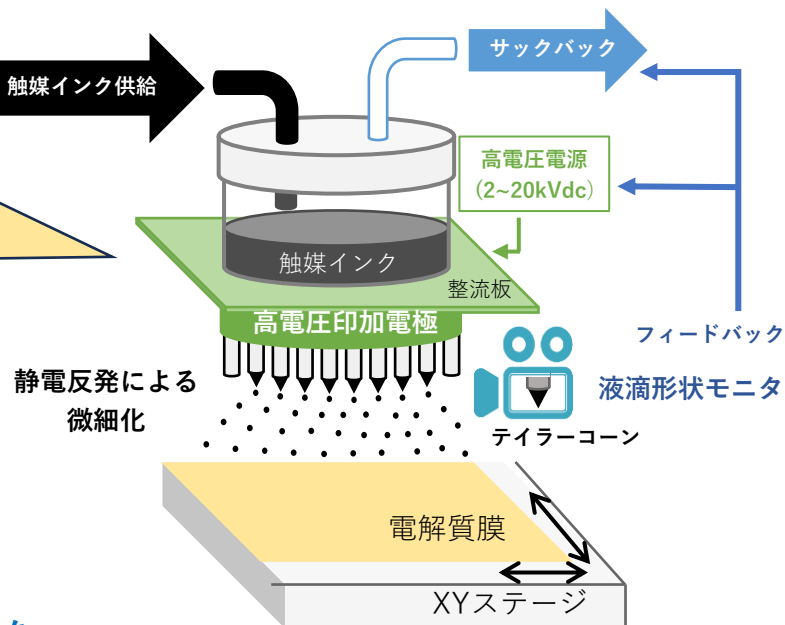 サックバック
触媒インク供給
高電圧電源
(2~20kVdc)
触媒インク
整流板
高電圧印加電極
フィードバック
静電反発による
微細化
液滴形状モニタ
テイラーコーン
電解質膜
XYステージ